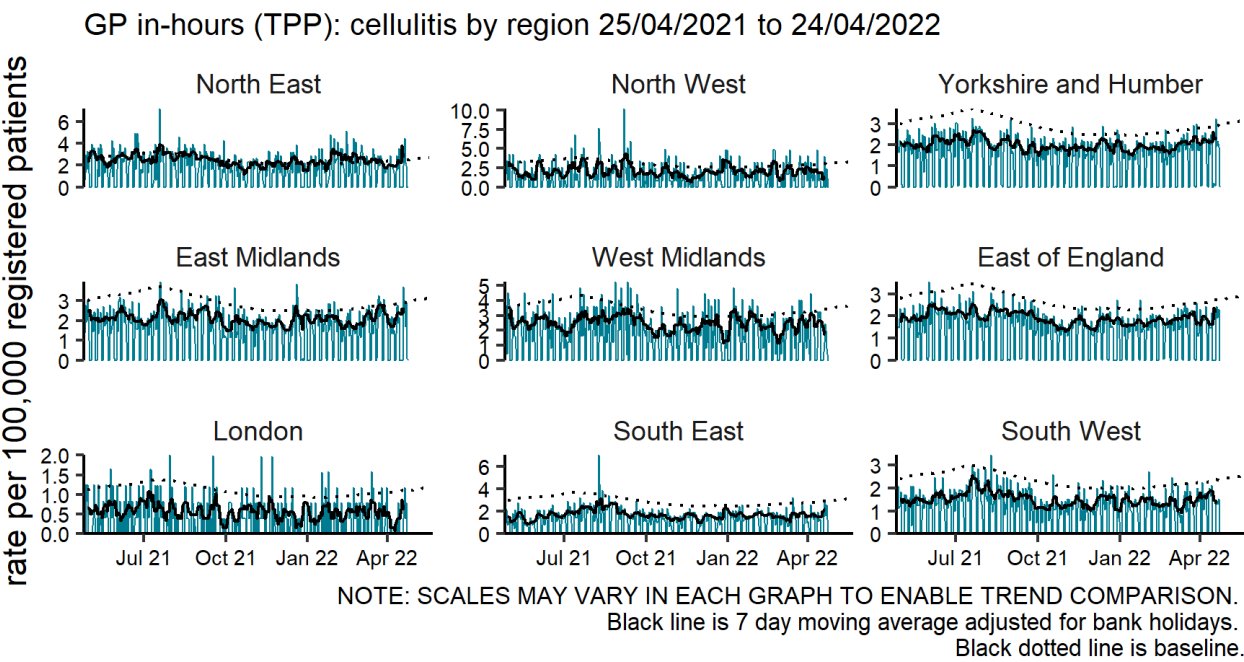 GP in-hours (TPP): cellulitis by region 25/04/2021 to 24/04/2022
rate per 100,000 registered patients
North East
6
4
2
0
North West
10.0
7.5
5.0
2.5
0.0
Yorkshire and Humber
3
2
1
0
East Midlands
3
2
1
0
West Midlands
5
4
3
2
1
0
East of England
3
2
1
0
London
2.0
1.5
1.0
0.5
0.0
South East
6
4
2
0
South West
3
2
1
0
Jul 21 Oct 21 Jan 22 Apr 22
Jul 21 Oct 21 Jan 22 Apr 22
Jul 21 Oct 21 Jan 22 Apr 22
NOTE: SCALES MAY VARY IN EACH GRAPH TO ENABLE TREND COMPARISON.
Black line is 7 day moving average adjusted for bank holidays.
Black dotted line is baseline.